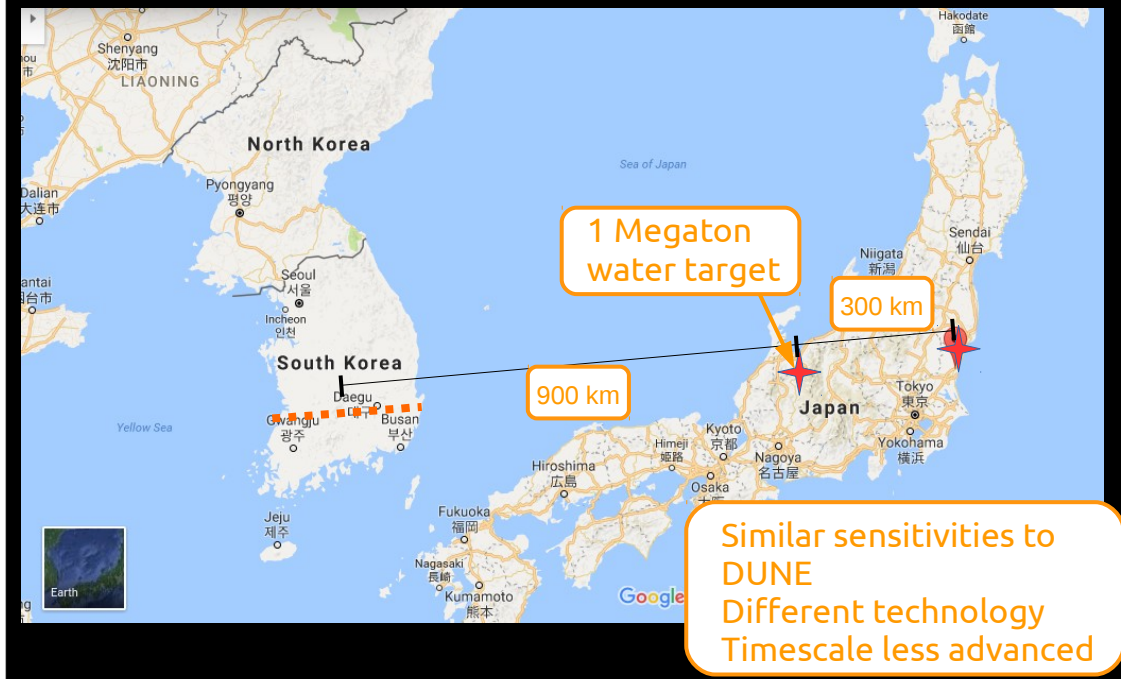 Hakodate
函館
Shenyang
沈阳市
LIAONING
North Korea
Sea of Japan
Pyongyang
평양
Dalian
大连市
1 Megaton
water target
Sendai
仙台
Niigata
新潟
Seoul
서울
300 km
Incheon
인천
South Korea
900 km
Daegu
대구
Tokyo
東京
Japan
Gwangju
광주
Busan
부산
Yellow Sea
Kyoto
京都
Himeji
姫路
Yokohama
横浜
Nagoya
名古屋
Hiroshima
広島
Osaka
Jeju
제주
Fukuoka
福岡
Nagasaki
長崎
Kumamoto
熊本
Earth
Google
Similar sensitivities to
DUNE
Different technology
Timescale less advanced